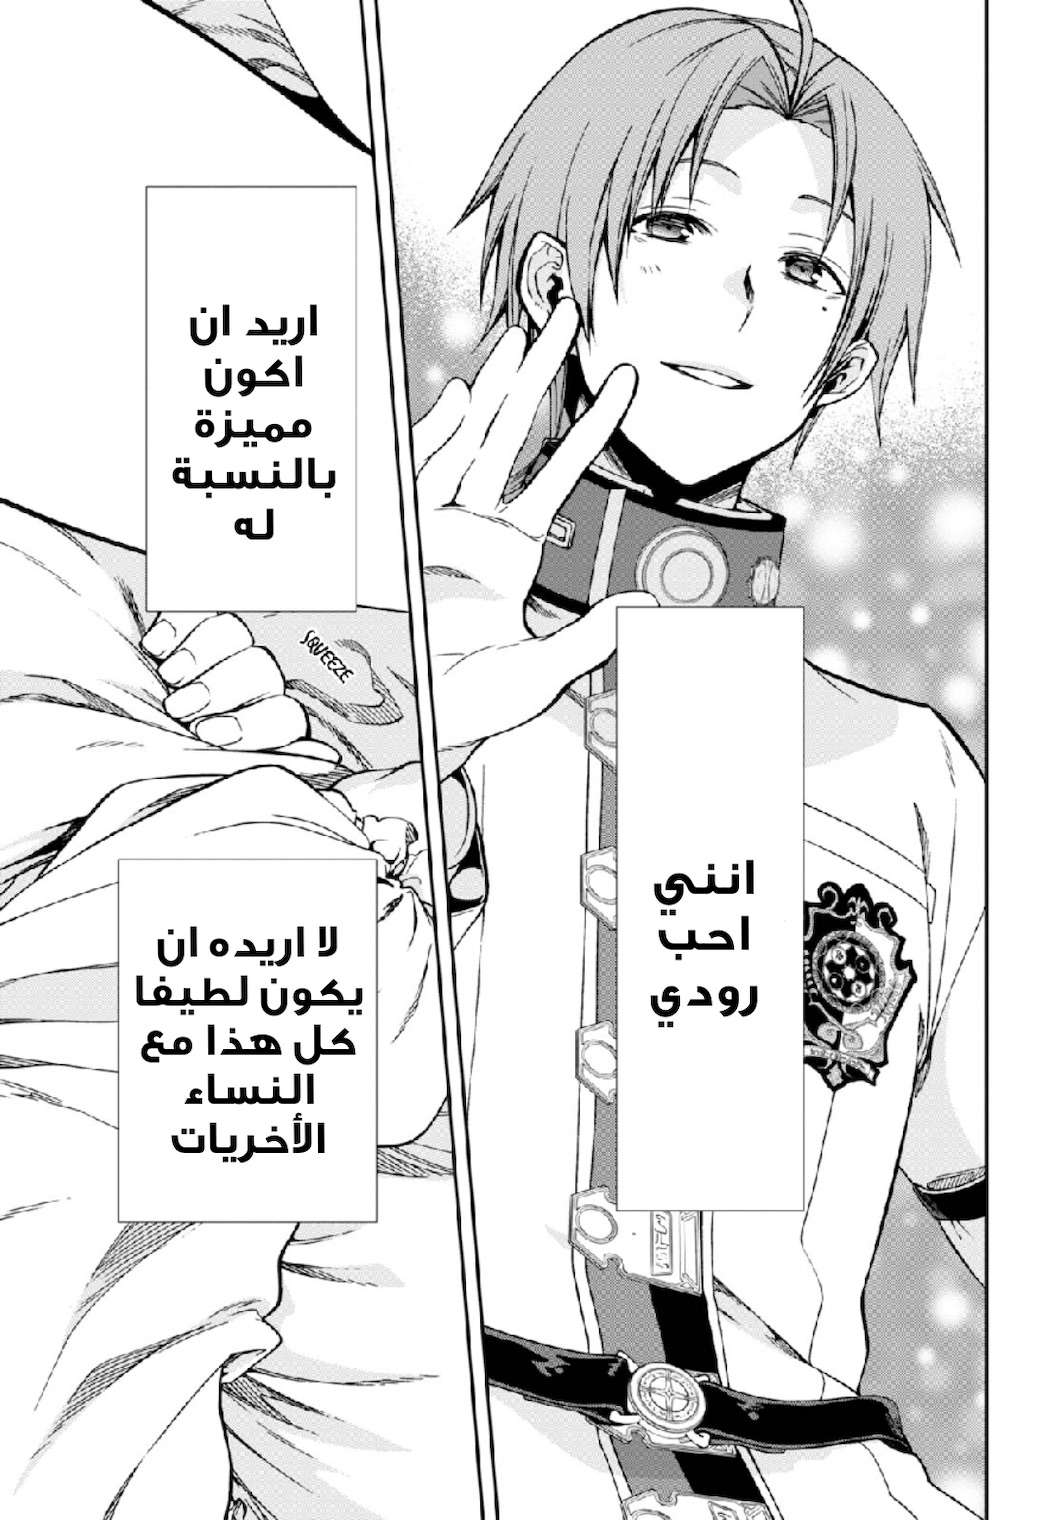 انني
احب
رودي
اريد ان
اكون
مميزة
بالنسبة
له
SQUEEZE
لا اريده ان
يكون لطيفا
كل هذا مع
النساء
الأخريات